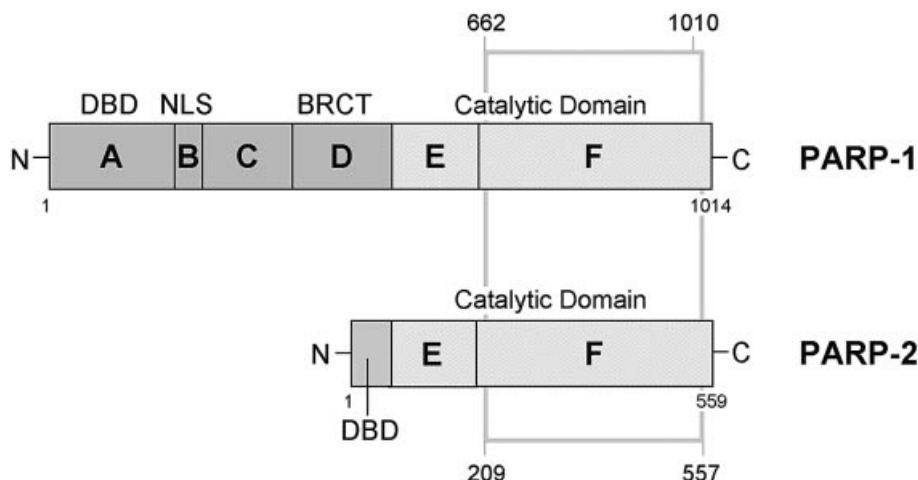 662 1010
DBD NLS BRCT Catalytic Domain
N A B C D E F C PARP-1
1 1014
Catalytic Domain
N E F C PARP-2
1 559
DBD
209 557